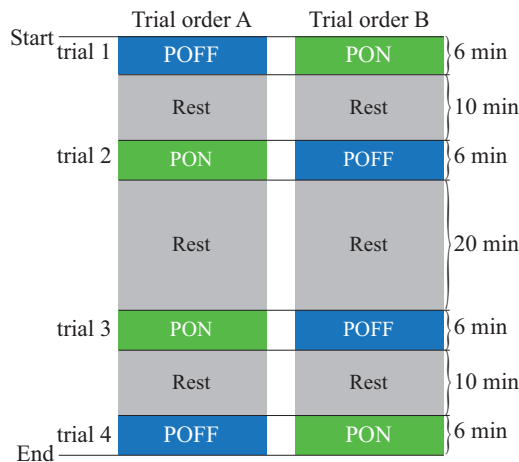 Trial order A Trial order B
Start
trial 1 POFF PON 6 min
Rest Rest 10 min
trial 2 PON POFF 6 min
Rest Rest 20 min
trial 3 PON POFF 6 min
Rest Rest 10 min
trial 4 POFF PON 6 min
End